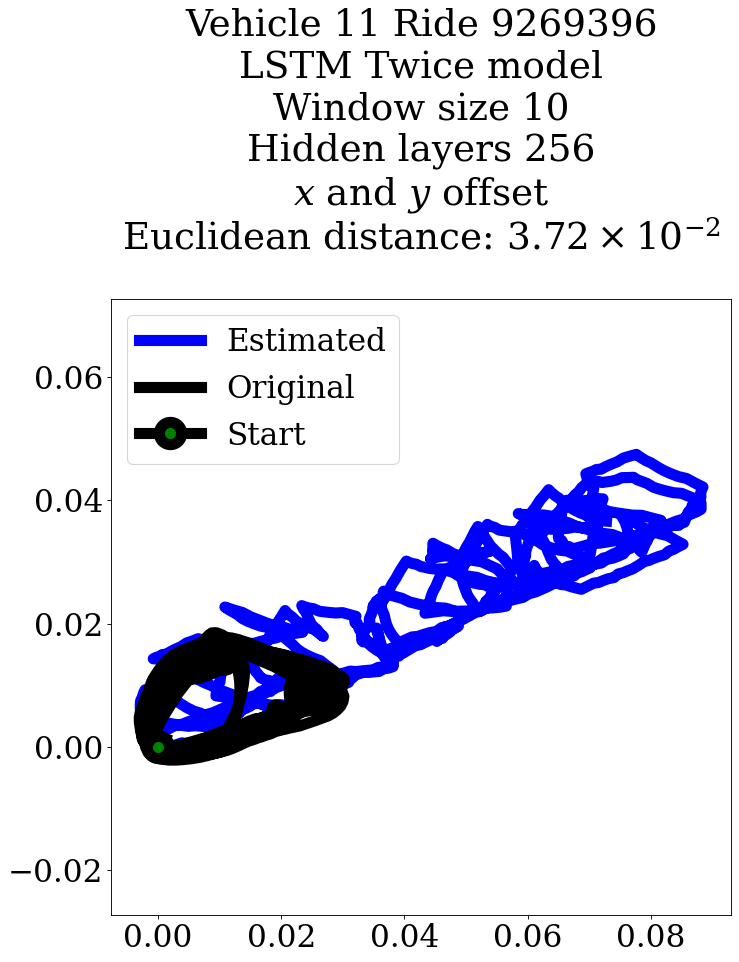 Vehicle 11 Ride 9269396
LSTM Twice model
Window size 10
Hidden layers 256
x and y offset
Euclidean distance: 3.72 × 10⁻²
Estimated
Original
Start
0.06
0.04
0.02
0.00
−0.02
0.00 0.02 0.04 0.06 0.08